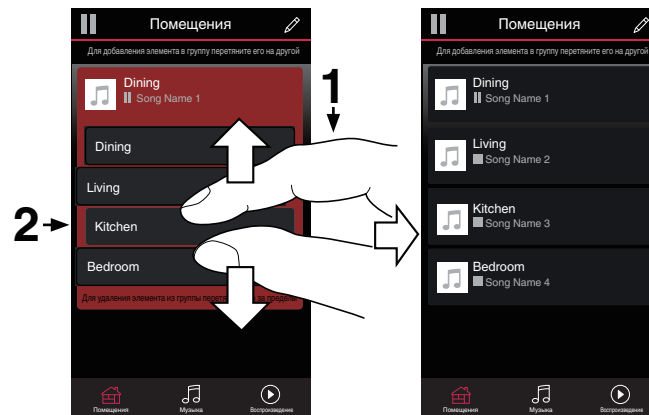 Помещения
Для добавления элемента в группу перетяните его на другой
Dining
Song Name 1
Dining
Living
Kitchen
Bedroom
Для удаления элемента из группы за пределы
Помещения
Музыка
Воспроизведение
1
2
Помещения
Для добавления элемента в группу перетяните его на другой
Dining
Song Name 1
Living
Song Name 2
Kitchen
Song Name 3
Bedroom
Song Name 4
Помещения
Музыка
Воспроизведение